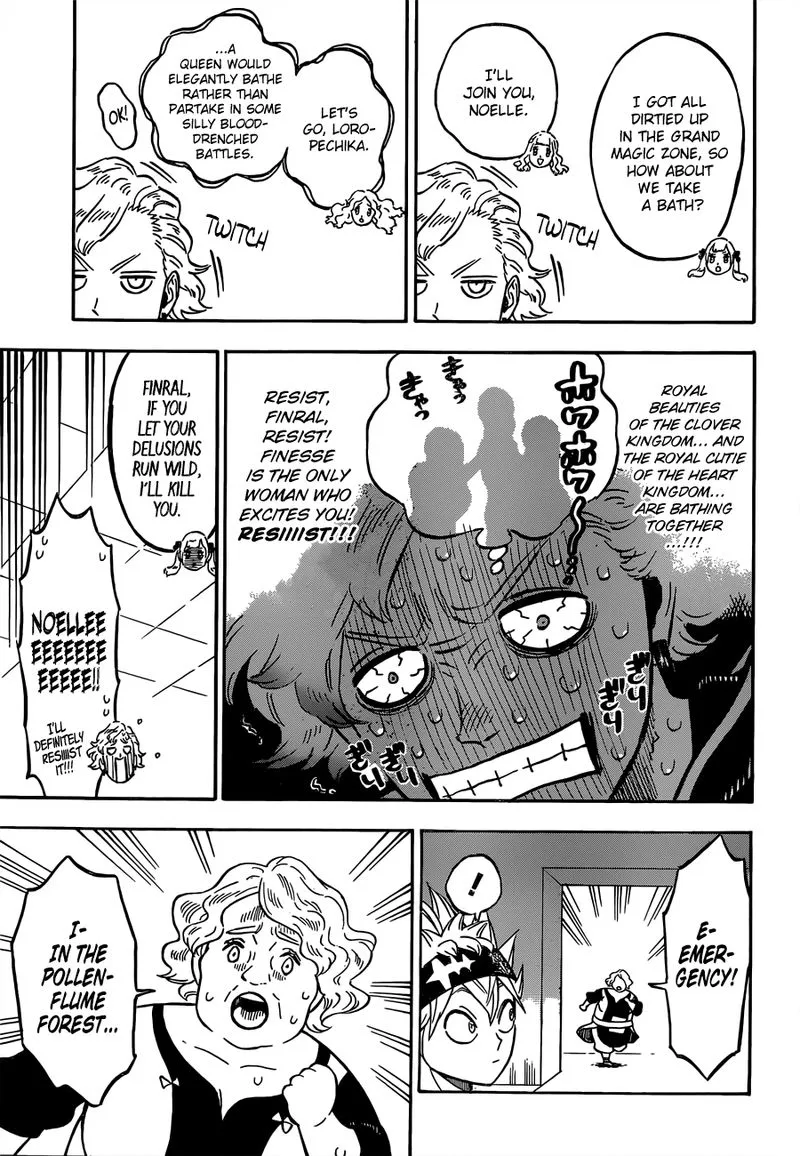 I GOT ALL
DIRTIED UP
IN THE GRAND
MAGIC ZONE, SO
HOW ABOUT
WE TAKE
A BATH?
I'LL
JOIN YOU,
NOELLE.
TWITCH
LET'S
GO, LORO-
PECHIKA.
...A
QUEEN WOULD
ELEGANTLY BATHE
RATHER THAN
PARTAKE IN SOME
SILLY BLOOD-
DRENCHED
BATTLES.
OK!
TWITCH
ROYAL
BEAUTIES
OF THE CLOVER
KINGDOM... AND
THE ROYAL CUTIE
OF THE HEART
KINGDOM...
ARE BATHING
TOGETHER
...!!!
ホワホワ～…
きゃっ
きゃっ
RESIST,
FINRAL,
RESIST!
FINESSE
IS THE ONLY
WOMAN WHO
EXCITES YOU!
RESIIIIST!!!
ぎり
ぎり
ぎり
ぎり
FINRAL,
IF YOU
LET YOUR
DELUSIONS
RUN WILD,
I'LL KILL
YOU.
NOELLEE
EEEEEEE
EEEEE!!
I'LL
DEFINITELY
RESIIIIST
IT!!!
E-
EMER-
GENCY!
!
I-
IN THE
POLLEN-
FLUME
FOREST...